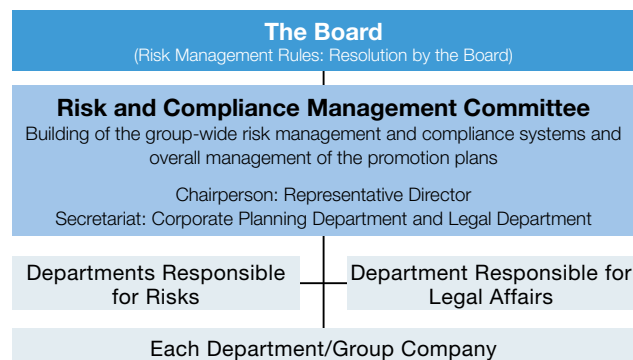 The Board
(Risk Management Rules: Resolution by the Board)
Risk and Compliance Management Committee
Building of the group-wide risk management and compliance systems and
overall management of the promotion plans
Chairperson: Representative Director
Secretariat: Corporate Planning Department and Legal Department
Departments Responsible
for Risks
Department Responsible for
Legal Affairs
Each Department/Group Company